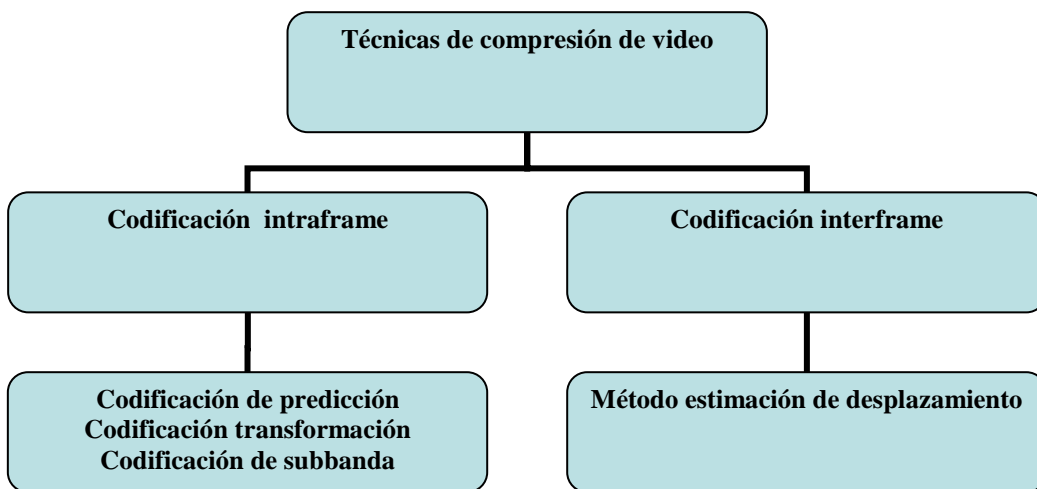 Técnicas de compresión de video
Codificación intraframe
Codificación interframe
Codificación de predicción
Codificación transformación
Codificación de subbanda
Método estimación de desplazamiento